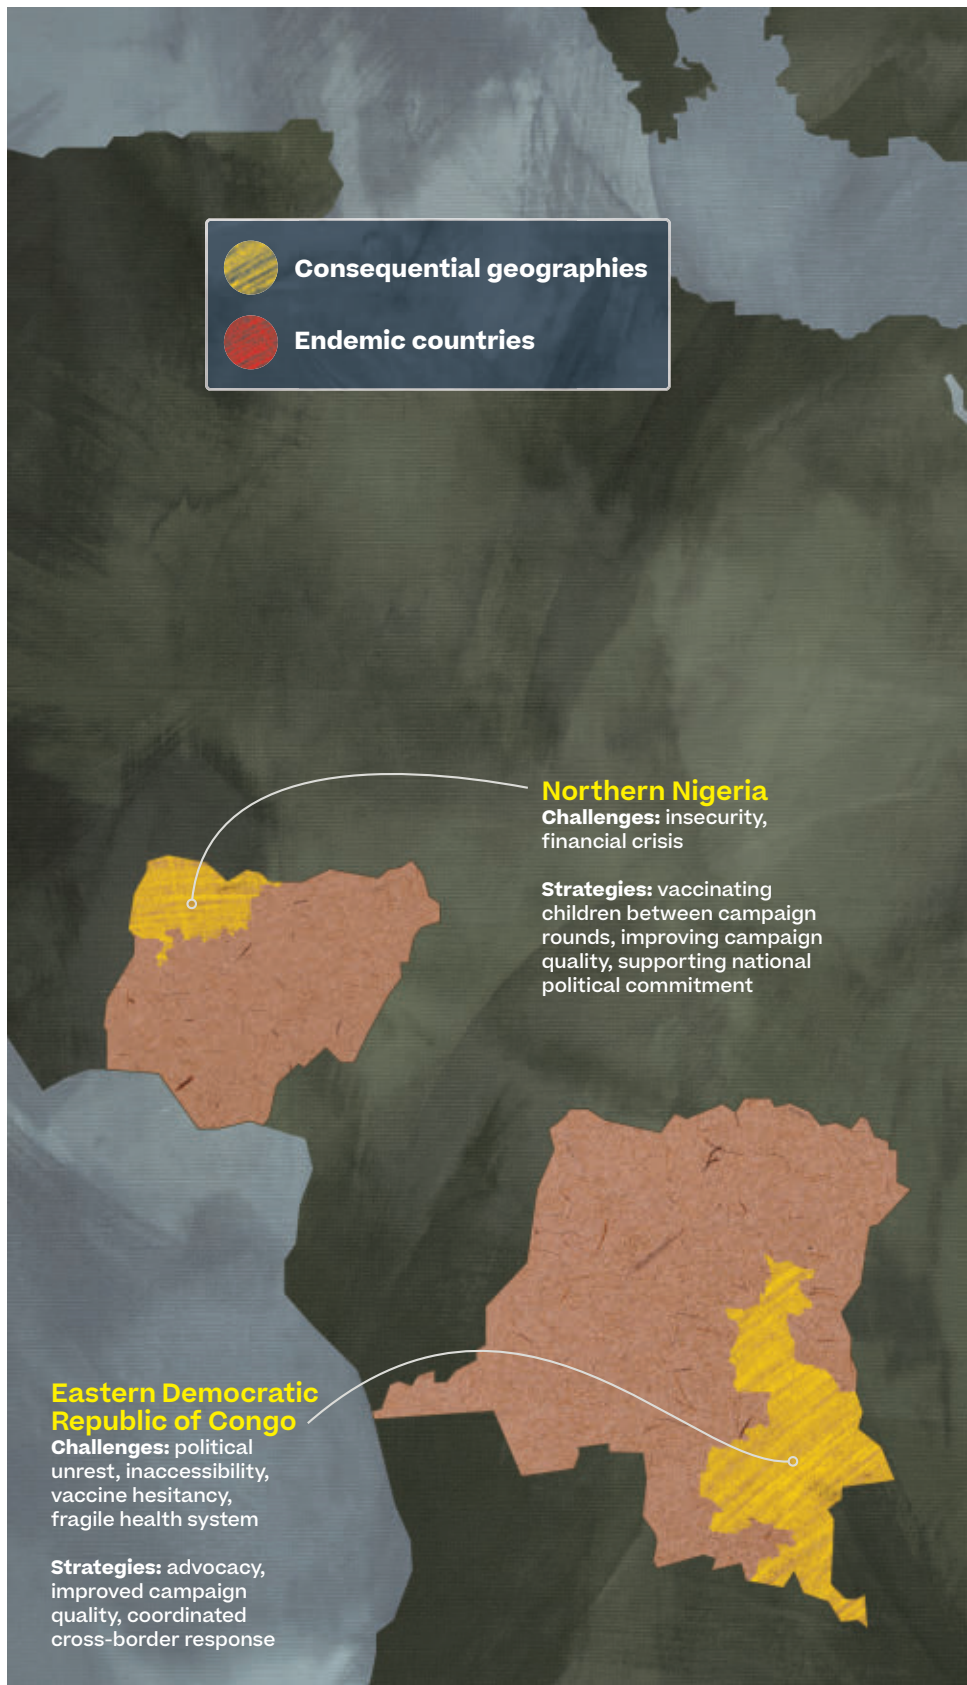 Consequential geographies
Endemic countries
Northern Nigeria
Challenges: insecurity,
financial crisis
Strategies: vaccinating
children between campaign
rounds, improving campaign
quality, supporting national
political commitment
Eastern Democratic
Republic of Congo
Challenges: political
unrest, inaccessibility,
vaccine hesitancy,
fragile health system
Strategies: advocacy,
improved campaign
quality, coordinated
cross-border response